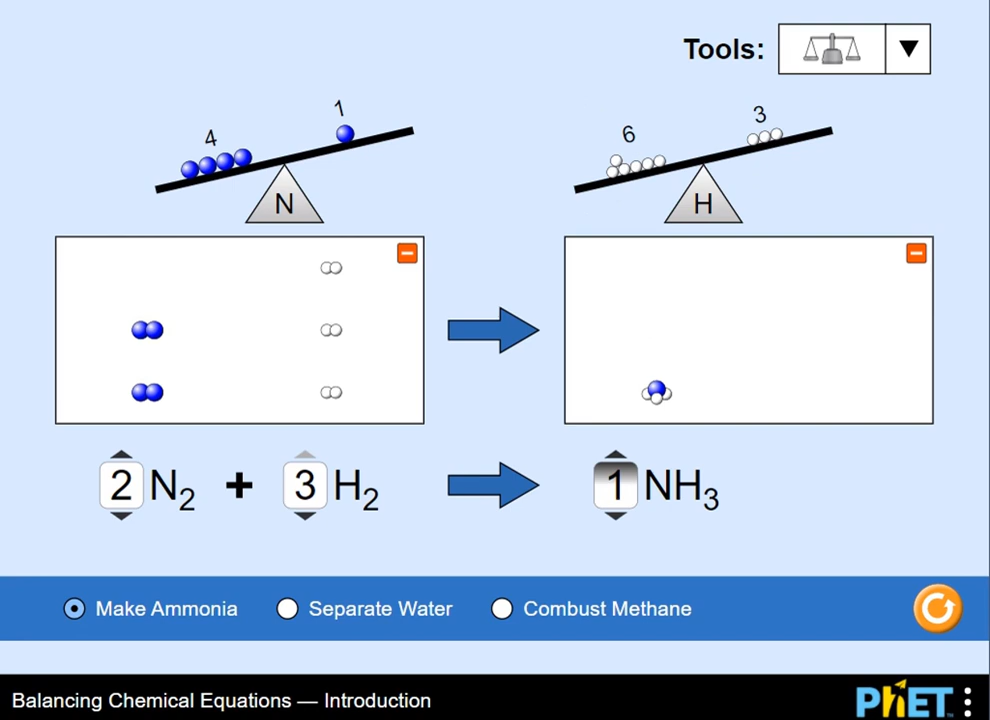 Tools:
4 1 6 3
N H
2 N₂ + 3 H₂ 1 NH₃
Make Ammonia Separate Water Combust Methane
Balancing Chemical Equations — Introduction PhET